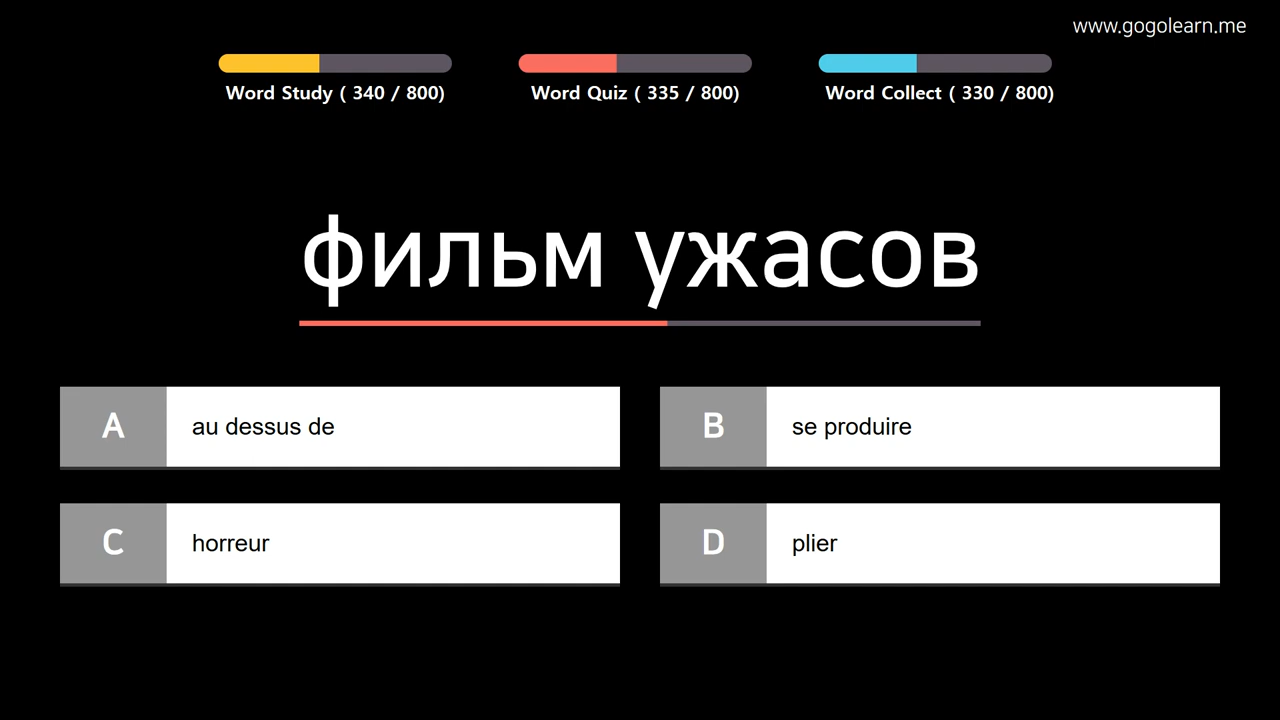 www.gogolearn.me
Word Study ( 340 / 800)
Word Quiz ( 335 / 800)
Word Collect ( 330 / 800)
фильм ужасов
A au dessus de
B se produire
C horreur
D plier